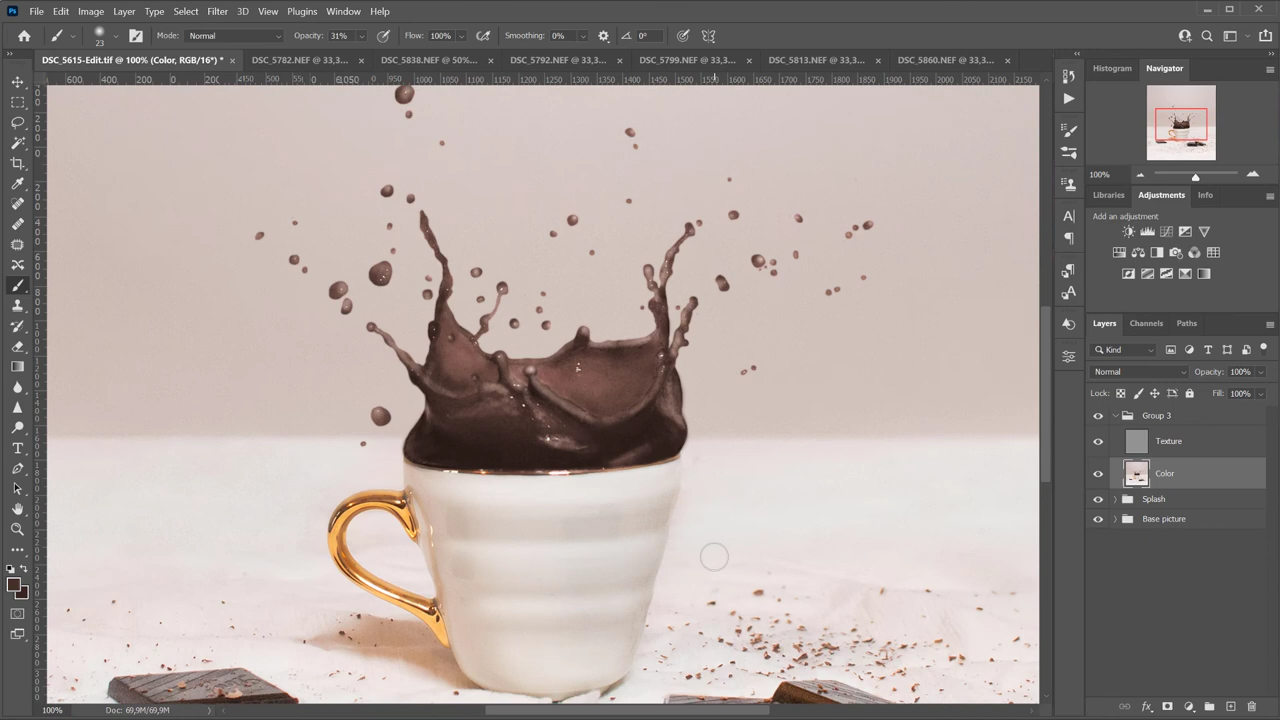 Ps File Edit Image Layer Type Select Filter 3D View Plugins Window Help
23 Mode: Normal Opacity: 31% Flow: 100% Smoothing: 0% 0°
DSC_5615-Edit.tif @ 100% (Color, RGB/16*) * × DSC_5782.NEF @ 33,3... × DSC_5838.NEF @ 50%... × DSC_5792.NEF @ 33,3... × DSC_5799.NEF @ 33,3... × DSC_5813.NEF @ 33,3... × DSC_5860.NEF @ 33,3... ×
Histogram Navigator
100%
Libraries Adjustments Info
Add an adjustment
Layers Channels Paths
Kind
Normal Opacity: 100%
Lock: Fill: 100%
Group 3
Texture
Color
Splash
Base picture
100% Doc: 69,9M/69,9M